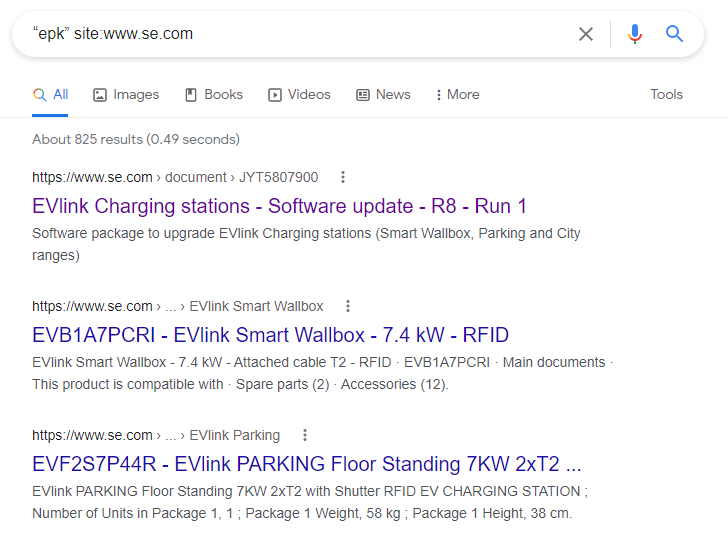 “epk” site:www.se.com
All Images Books Videos News More Tools
About 825 results (0.49 seconds)
https://www.se.com › document › JYT5807900
EVlink Charging stations - Software update - R8 - Run 1
Software package to upgrade EVlink Charging stations (Smart Wallbox, Parking and City
ranges)
https://www.se.com › ... › EVlink Smart Wallbox
EVB1A7PCRI - EVlink Smart Wallbox - 7.4 kW - RFID
EVlink Smart Wallbox - 7.4 kW - Attached cable T2 - RFID · EVB1A7PCRI · Main documents ·
This product is compatible with · Spare parts (2) · Accessories (12).
https://www.se.com › ... › EVlink Parking
EVF2S7P44R - EVlink PARKING Floor Standing 7KW 2xT2 ...
EVlink PARKING Floor Standing 7KW 2xT2 with Shutter RFID EV CHARGING STATION ;
Number of Units in Package 1, 1 ; Package 1 Weight, 58 kg ; Package 1 Height, 38 cm.